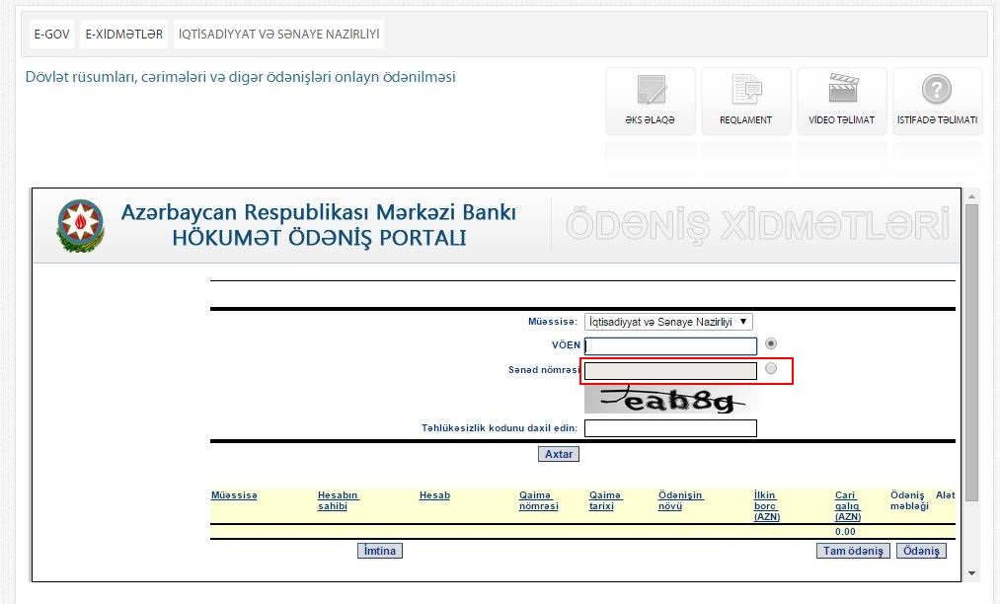 E-GOV E-XİDMƏTLƏR İQTİSADİYYAT VƏ SƏNAYE NAZİRLİYİ
Dövlət rüsumları, cərimələri və digər ödənişləri onlayn ödənilməsi
ƏKS ƏLAQƏ REQLAMENT VİDEO TƏLİMAT İSTİFADƏ TƏLİMATI
Azərbaycan Respublikası Mərkəzi Bankı
HÖKUMƏT ÖDƏNİŞ PORTALI
ÖDƏNİŞ XİDMƏTLƏRİ
Müəssisə: İqtisadiyyat və Sənaye Nazirliyi
VÖEN
Sənəd nömrəsi
eab8g
Təhlükəsizlik kodunu daxil edin:
Axtar
Müəssisə Hesabın sahibi Hesab Qaimə nömrəsi Qaimə tarixi Ödənişin növü İlkin borc (AZN) Cari qalıq (AZN) Ödəniş məbləği Alət
0.00
İmtina Tam ödəniş Ödəniş